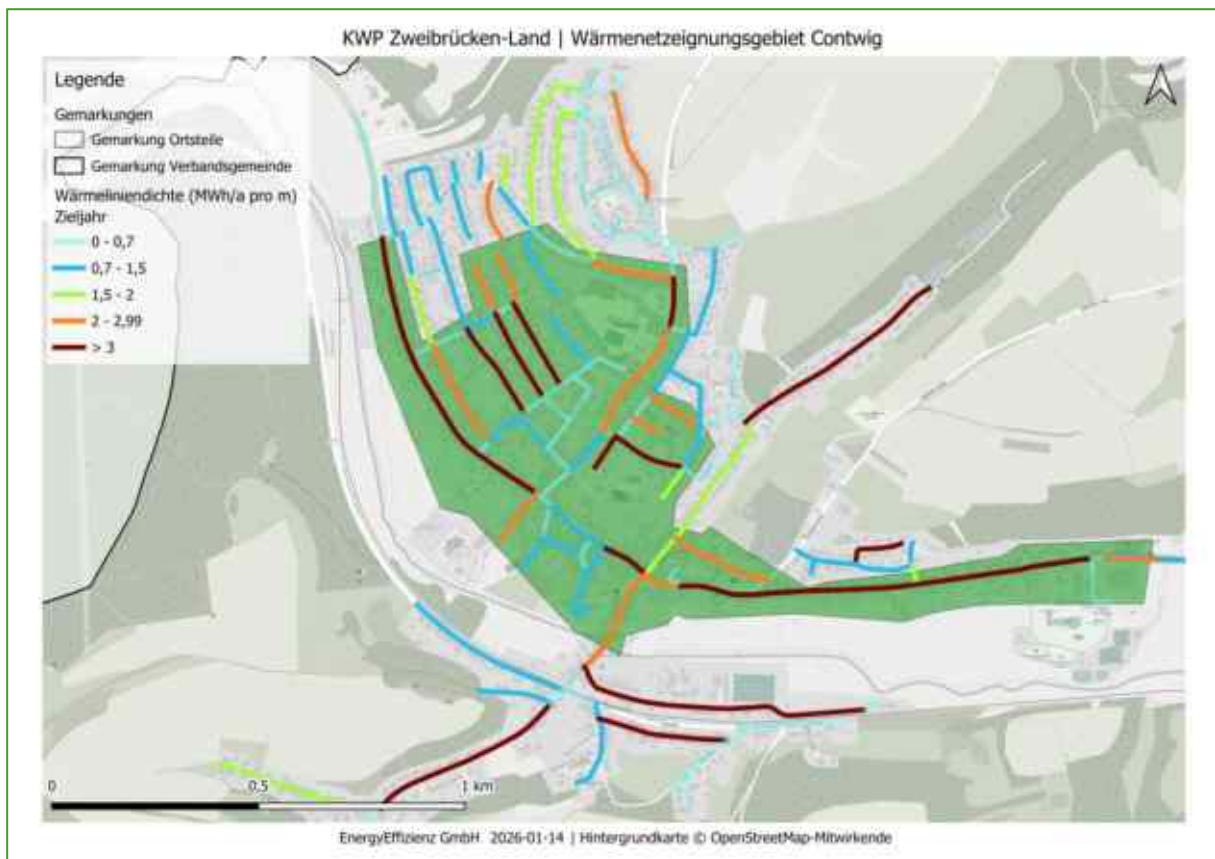 KWP Zweibrücken-Land | Wärmenetzeignungsgebiet Contwig
Legende
Gemarkungen
Gemarkung Ortsteile
Gemarkung Verbandsgemeinde
Wärmeliniendichte (MWh/a pro m)
Zieljahr
0 - 0,7
0,7 - 1,5
1,5 - 2
2 - 2,99
> 3
0 0.5 1 km
EnergyEffizienz GmbH 2026-01-14 | Hintergrundkarte © OpenStreetMap-Mitwirkende